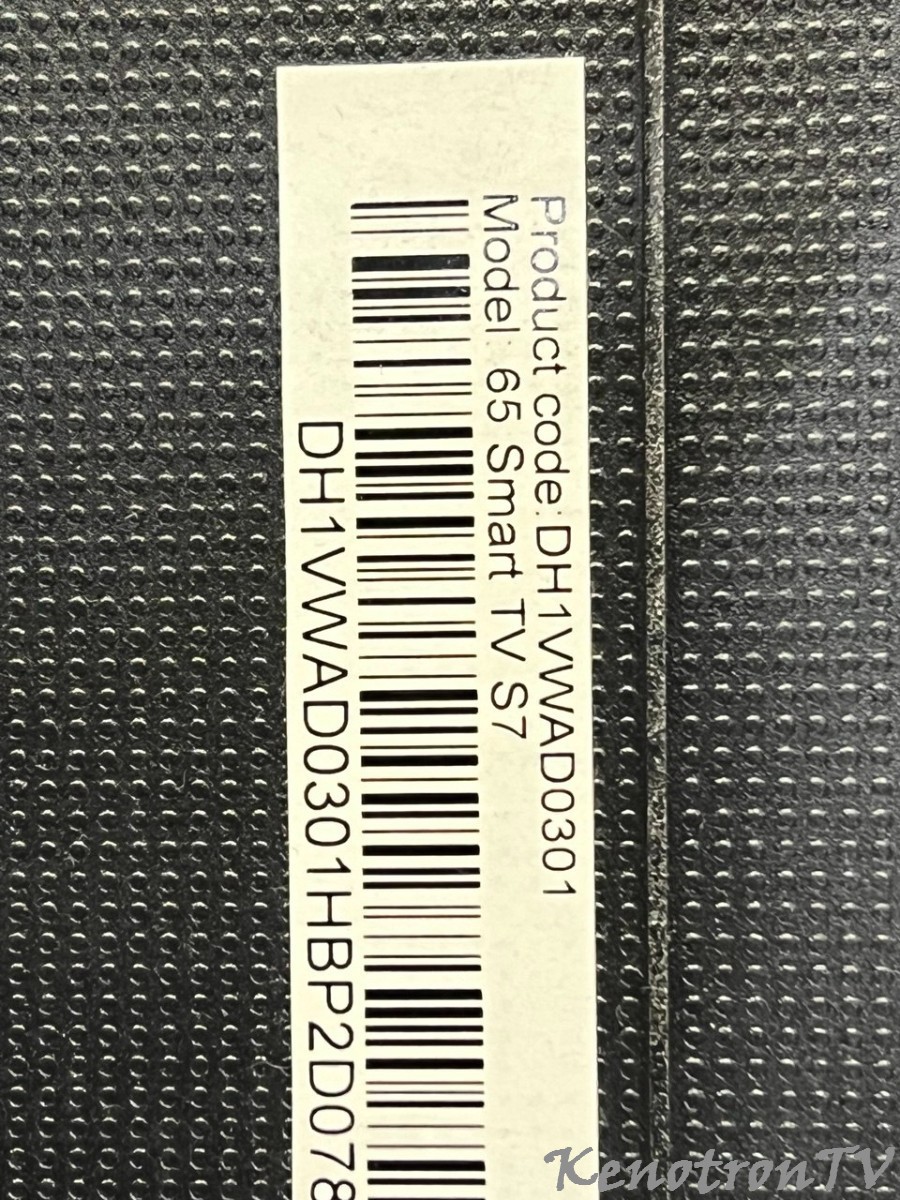 Product code:DH1VWAD0301
Model: 65 Smart TV S7
DH1VWAD0301HBP2D078
KenotronTV